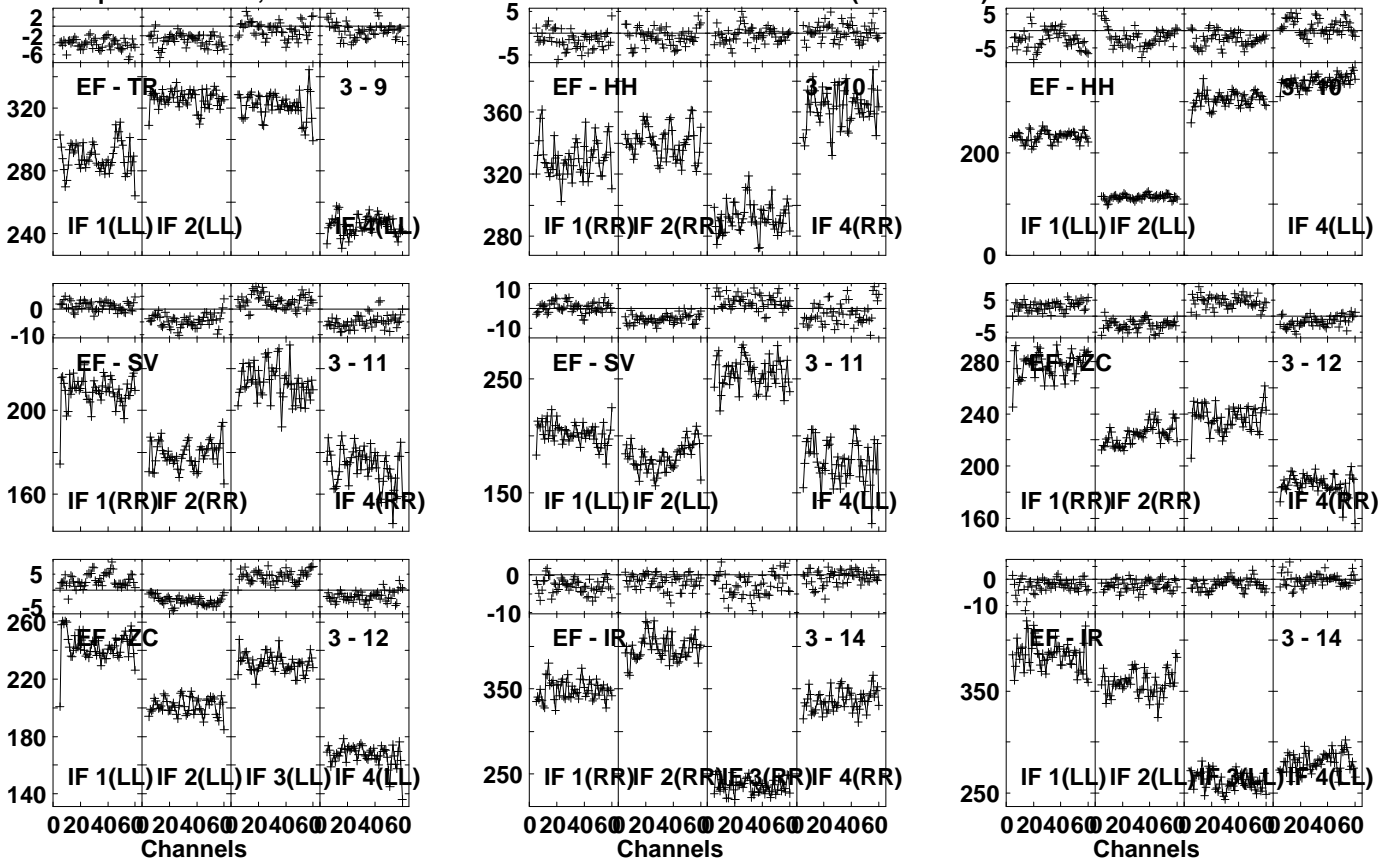 2
-2
-6
EF - TR
3 - 9
320
280
240
IF 1(LL) IF 2(LL) IF 4(LL)
5
-5
EF - HH
3 - 10
360
320
280
IF 1(RR) IF 2(RR) IF 4(RR)
5
-5
EF - HH
3 - 10
200
0
IF 1(LL) IF 2(LL) IF 4(LL)
0
-10
EF - SV
3 - 11
200
160
IF 1(RR) IF 2(RR) IF 4(RR)
10
-10
EF - SV
3 - 11
250
150
IF 1(LL) IF 2(LL) IF 4(LL)
5
-5
EF - ZC
3 - 12
280
240
200
160
IF 1(RR) IF 2(RR) IF 4(RR)
5
-5
EF - ZC
3 - 12
260
220
180
140
IF 1(LL) IF 2(LL) IF 3(LL) IF 4(LL)
0 20 40 60 0 20 40 60 0 20 40 60 0 20 40 60
Channels
0
-10
EF - IR
3 - 14
350
250
IF 1(RR) IF 2(RR) IF 3(RR) IF 4(RR)
0 20 40 60 0 20 40 60 0 20 40 60 0 20 40 60
Channels
0
-10
EF - IR
3 - 14
350
250
IF 1(LL) IF 2(LL) IF 3(LL) IF 4(LL)
0 20 40 60 0 20 40 60 0 20 40 60 0 20 40 60
Channels